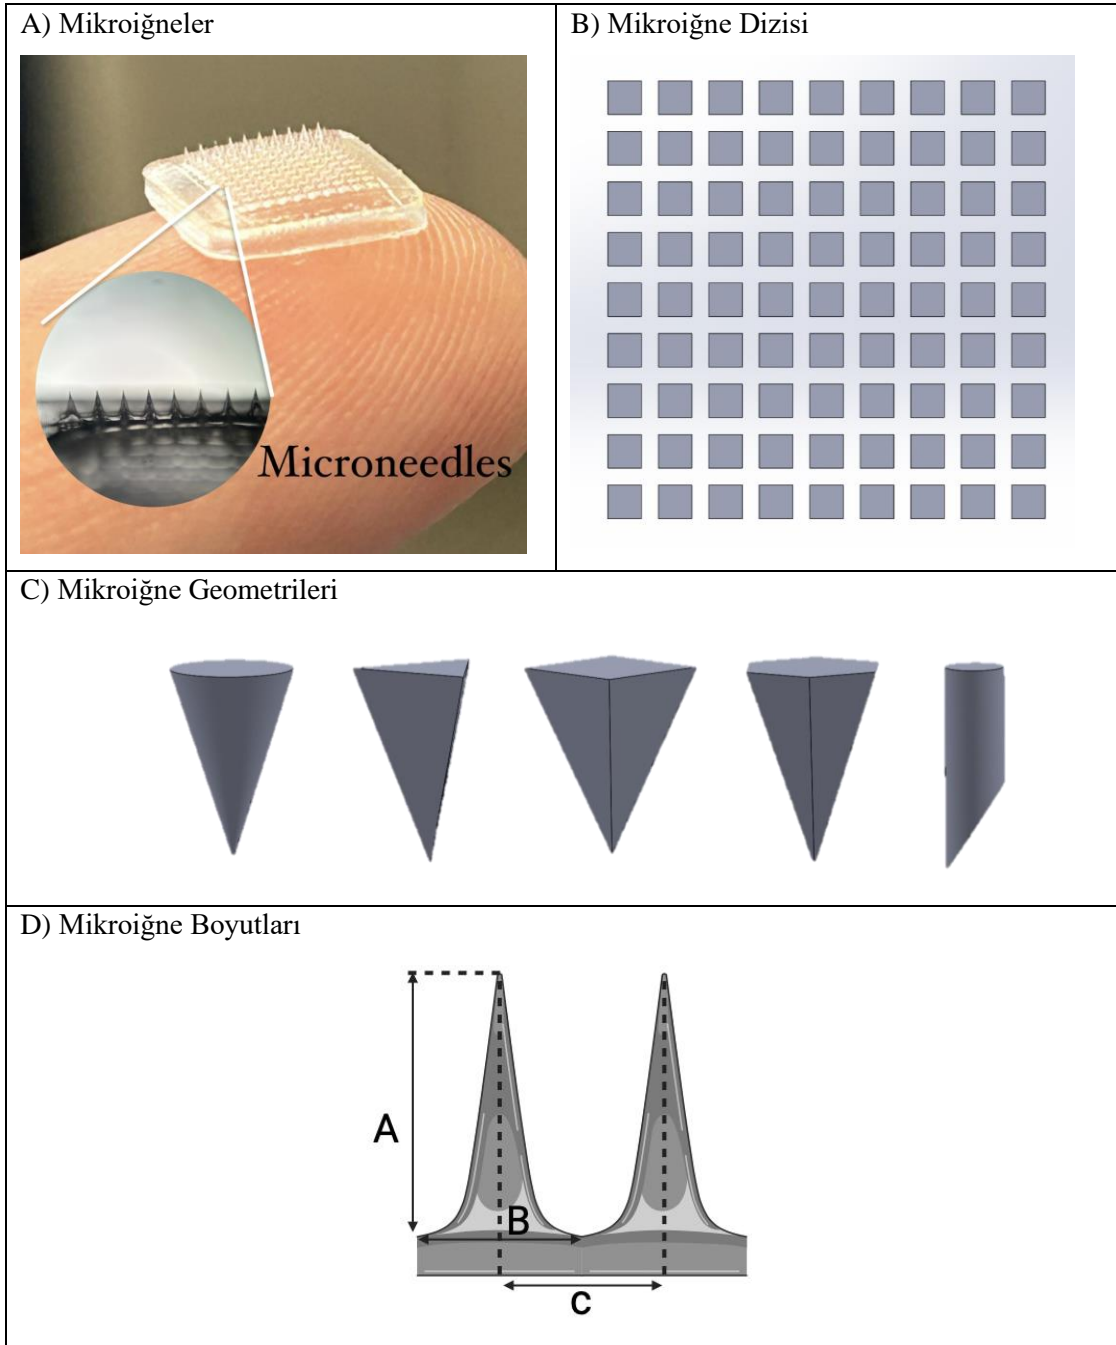 A) Mikroiğneler
B) Mikroiğne Dizisi
Microneedles
C) Mikroiğne Geometrileri
D) Mikroiğne Boyutları
A
B
C